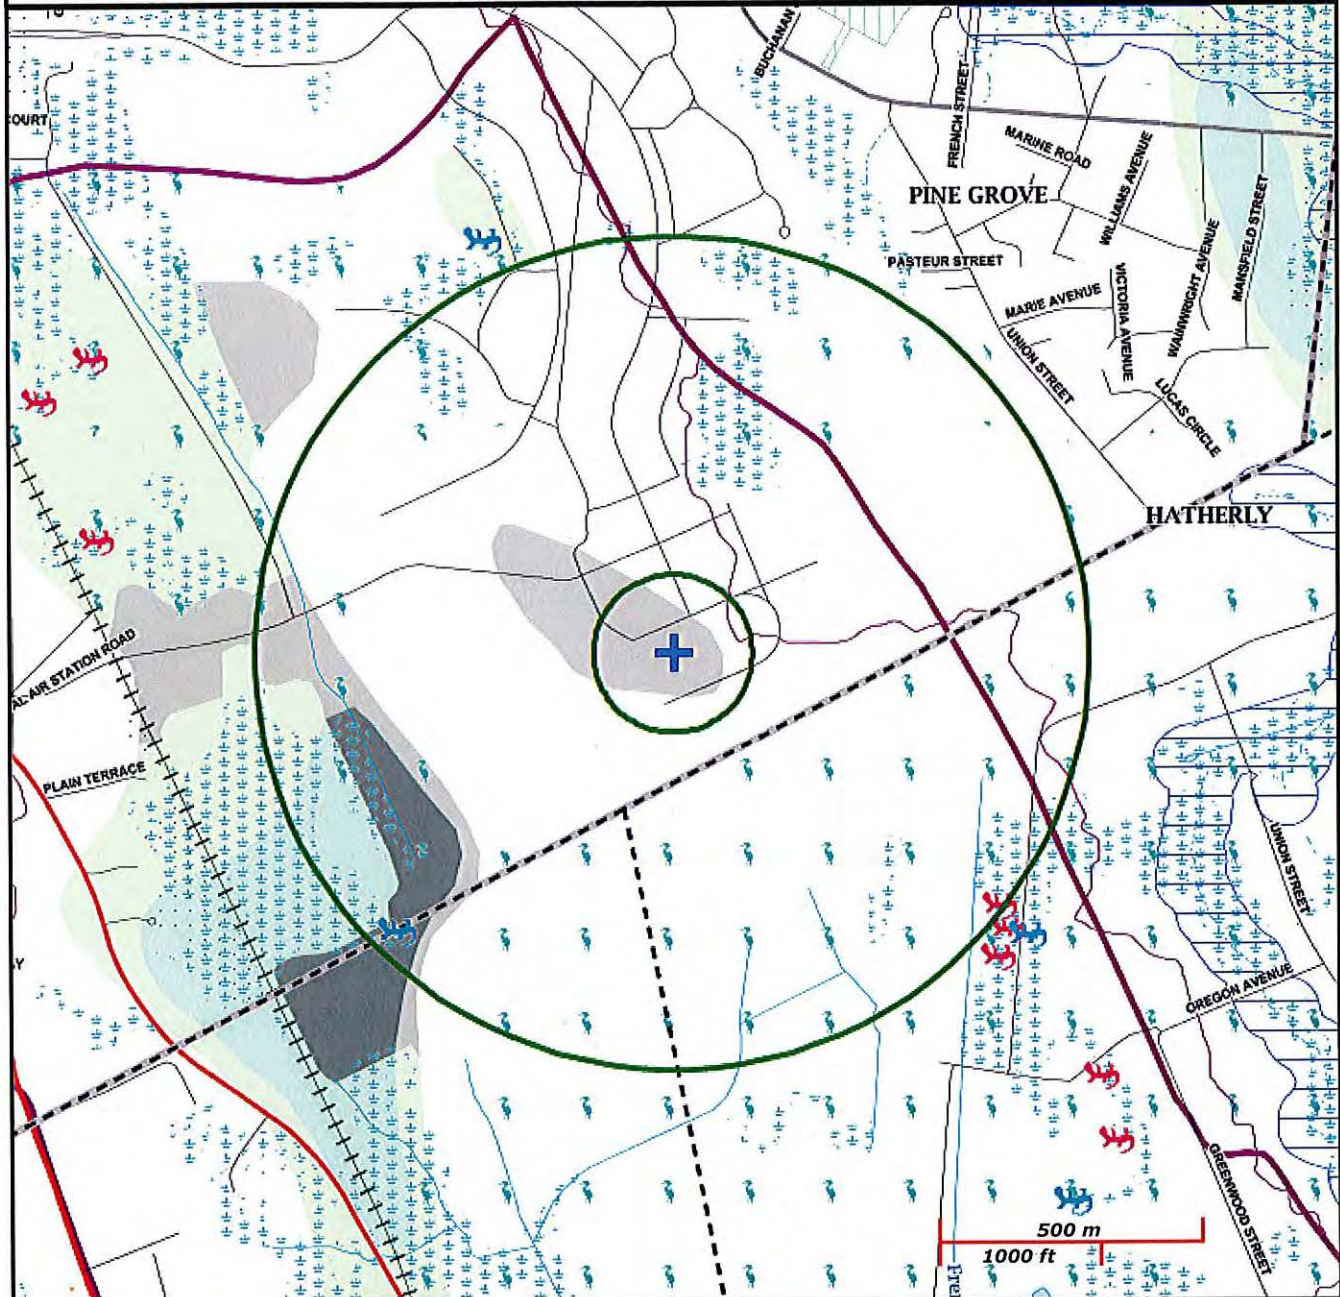 BUCHANAN
COURT
FRENCH STREET
MARINE ROAD
WILLIAMS AVENUE
PINE GROVE
MANSFIELD STREET
WAINWRIGHT AVENUE
PASTEUR STREET
MARIE AVENUE
VICTORIA AVENUE
UNION STREET
LUCAS CIRCLE
HATHERLY
AL AIR STATION ROAD
PLAIN TERRACE
UNION STREET
OREGON AVENUE
GREENWOOD STREET
500 m
1000 ft